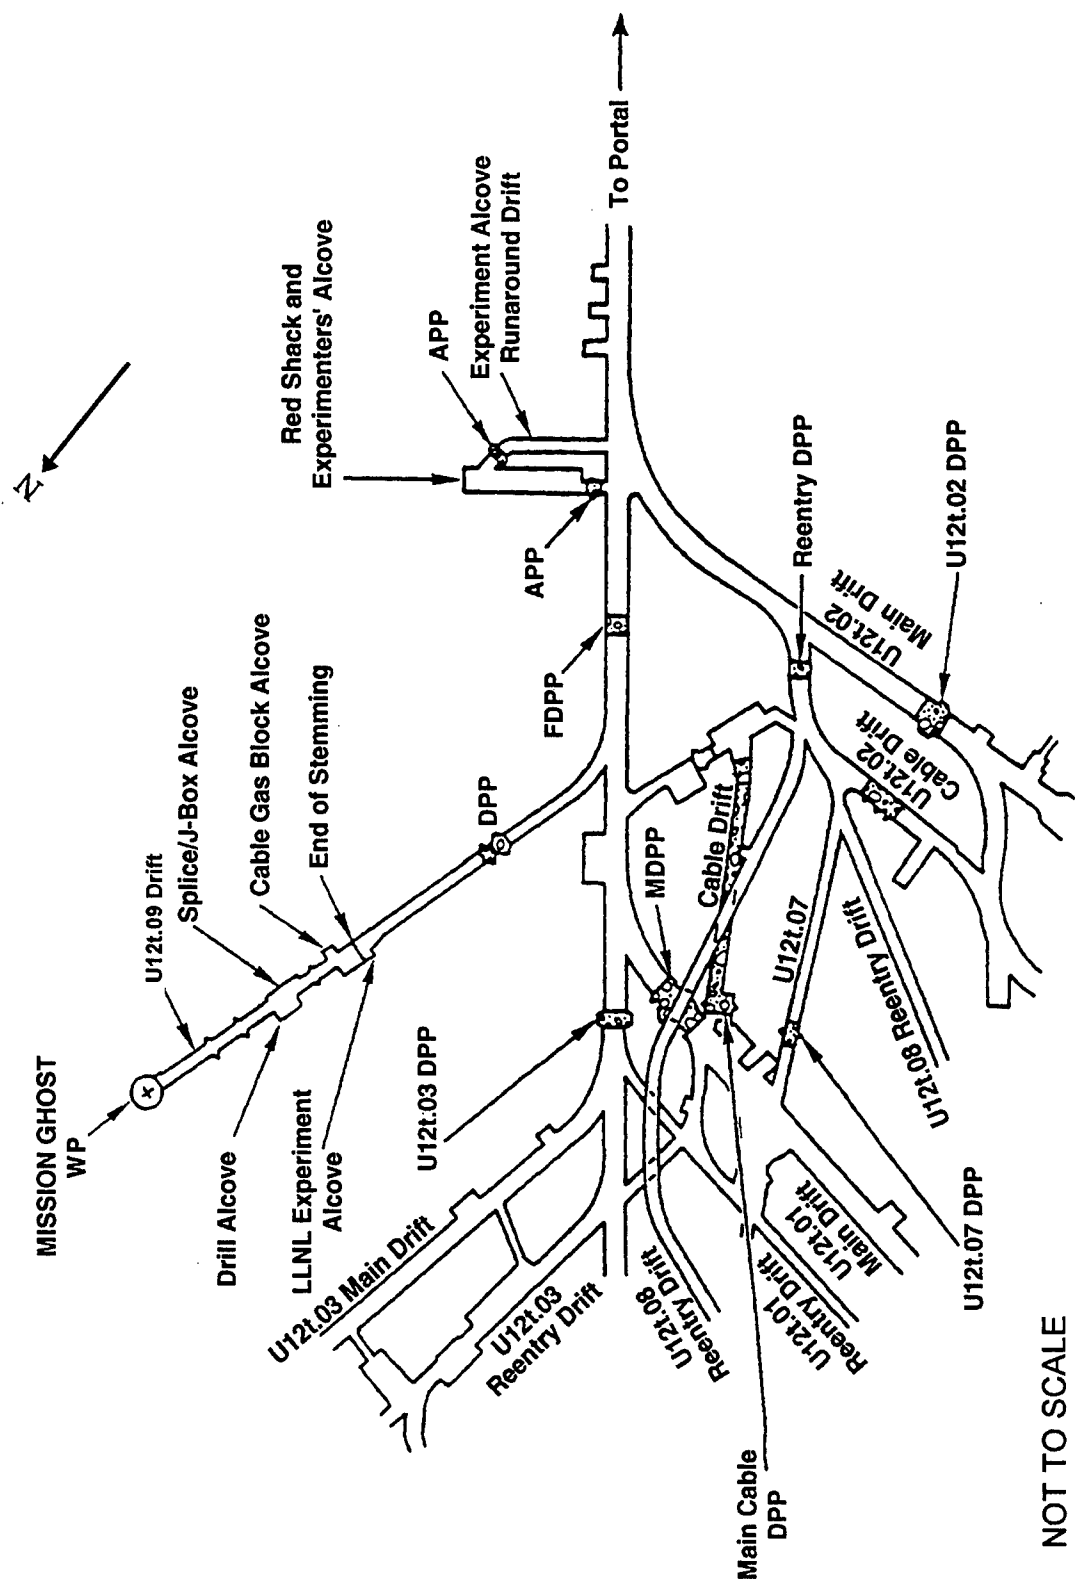 MISSION GHOST
WP
U12t.09 Drift
Splice/J-Box Alcove
Cable Gas Block Alcove
End of Stemming
DPP
Drill Alcove
LLNL Experiment
Alcove
N
Red Shack and
Experimenters' Alcove
APP
Experiment Alcove
Runaround Drift
To Portal
APP
FDPP
U12t.03 DPP
MDPP
Cable Drift
Reentry DPP
U12t.02
Main Drift
U12t.02 DPP
U12t.02
Cable Drift
U12t.07
U12t.08 Reentry Drift
U12t.03 Main Drift
U12t.03
Reentry Drift
U12t.08
Reentry Drift
U12t.01
Reentry Drift
U12t.01
Main Drift
U12t.07 DPP
Main Cable
DPP
NOT TO SCALE